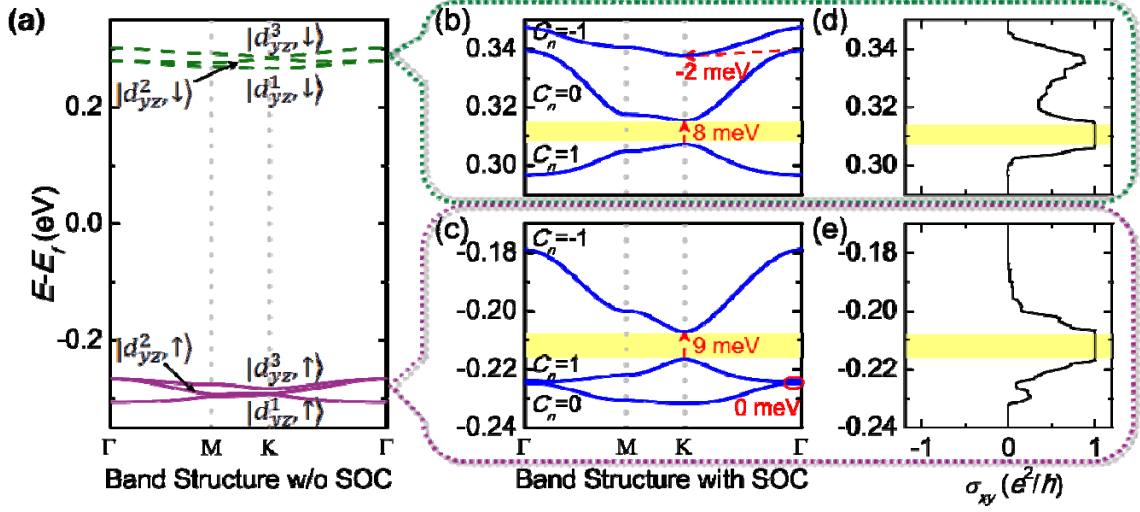 (a)
(b)
(d)
|d³yz,↓⟩
|d²yz,↓⟩
|d¹yz,↓⟩
0.2
0.0
-0.2
E-Ef (eV)
|d²yz,↑⟩
|d³yz,↑⟩
|d¹yz,↑⟩
Γ M K Γ
Band Structure w/o SOC
0.34
0.32
0.30
Cn=-1
-2 meV
Cn=0
8 meV
Cn=1
0.34
0.32
0.30
(c)
(e)
-0.18
-0.20
-0.22
-0.24
Cn=-1
9 meV
Cn=1
Cn=0
0 meV
Γ M K Γ
Band Structure with SOC
-0.18
-0.20
-0.22
-0.24
-1 0 1
σxy (e²/h)